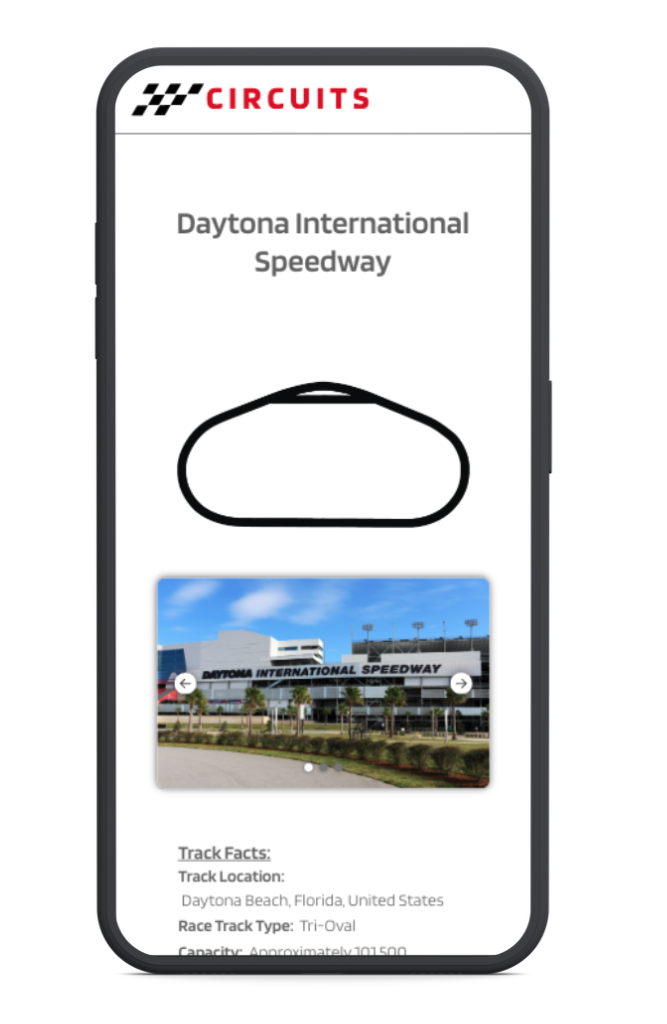 CIRCUITS
Daytona International
Speedway
DAYTONA INTERNATIONAL SPEEDWAY
Track Facts:
Track Location:
Daytona Beach, Florida, United States
Race Track Type: Tri-Oval
Capacity: Approximately 101,500